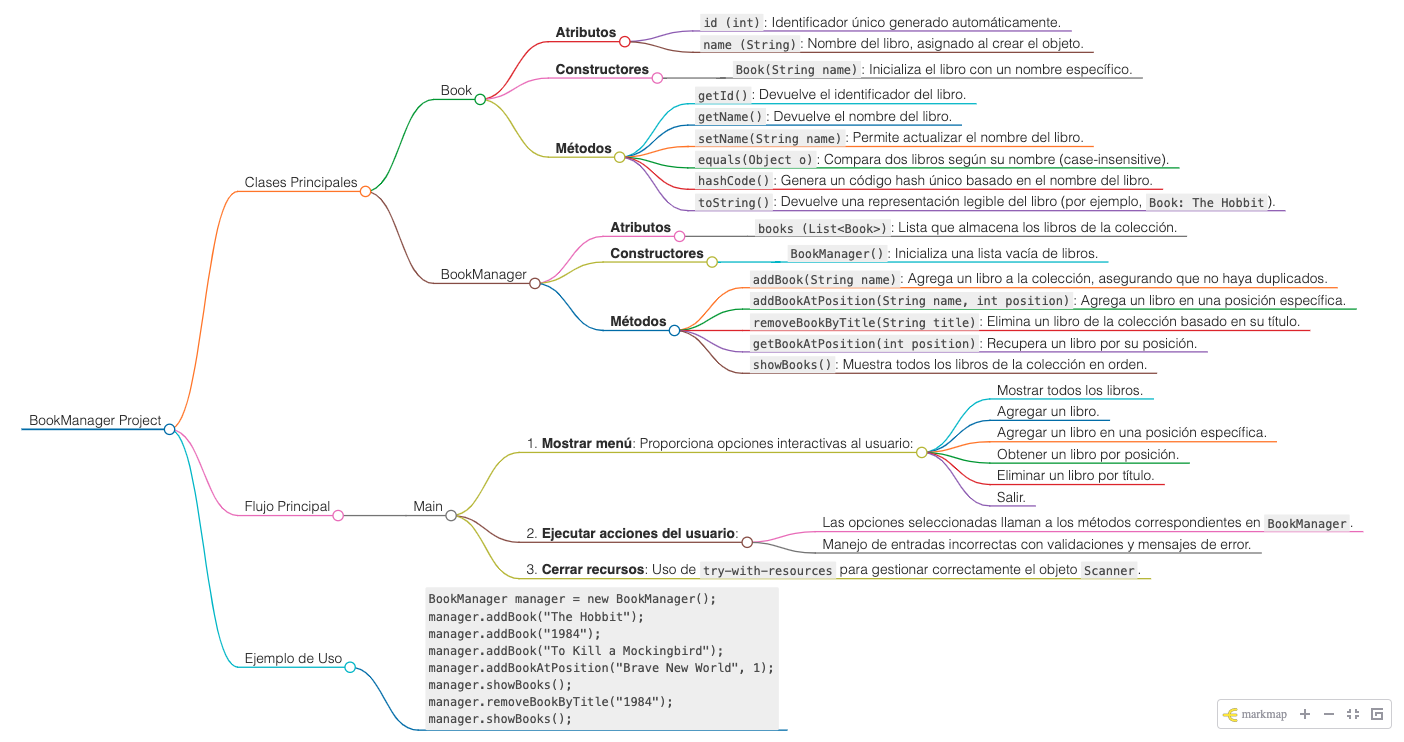 BookManager Project
Clases Principales
Book
Atributos
id (int): Identificador único generado automáticamente.
name (String): Nombre del libro, asignado al crear el objeto.
Constructores
Book(String name): Inicializa el libro con un nombre específico.
Métodos
getId(): Devuelve el identificador del libro.
getName(): Devuelve el nombre del libro.
setName(String name): Permite actualizar el nombre del libro.
equals(Object o): Compara dos libros según su nombre (case-insensitive).
hashCode(): Genera un código hash único basado en el nombre del libro.
toString(): Devuelve una representación legible del libro (por ejemplo, Book: The Hobbit).
BookManager
Atributos
books (List<Book>): Lista que almacena los libros de la colección.
Constructores
BookManager(): Inicializa una lista vacía de libros.
Métodos
addBook(String name): Agrega un libro a la colección, asegurando que no haya duplicados.
addBookAtPosition(String name, int position): Agrega un libro en una posición específica.
removeBookByTitle(String title): Elimina un libro de la colección basado en su título.
getBookAtPosition(int position): Recupera un libro por su posición.
showBooks(): Muestra todos los libros de la colección en orden.
Flujo Principal
Main
1. Mostrar menú: Proporciona opciones interactivas al usuario:
Mostrar todos los libros.
Agregar un libro.
Agregar un libro en una posición específica.
Obtener un libro por posición.
Eliminar un libro por título.
Salir.
2. Ejecutar acciones del usuario:
Las opciones seleccionadas llaman a los métodos correspondientes en BookManager.
Manejo de entradas incorrectas con validaciones y mensajes de error.
3. Cerrar recursos: Uso de try-with-resources para gestionar correctamente el objeto Scanner.
Ejemplo de Uso
BookManager manager = new BookManager();
manager.addBook("The Hobbit");
manager.addBook("1984");
manager.addBook("To Kill a Mockingbird");
manager.addBookAtPosition("Brave New World", 1);
manager.showBooks();
manager.removeBookByTitle("1984");
manager.showBooks();
markmap